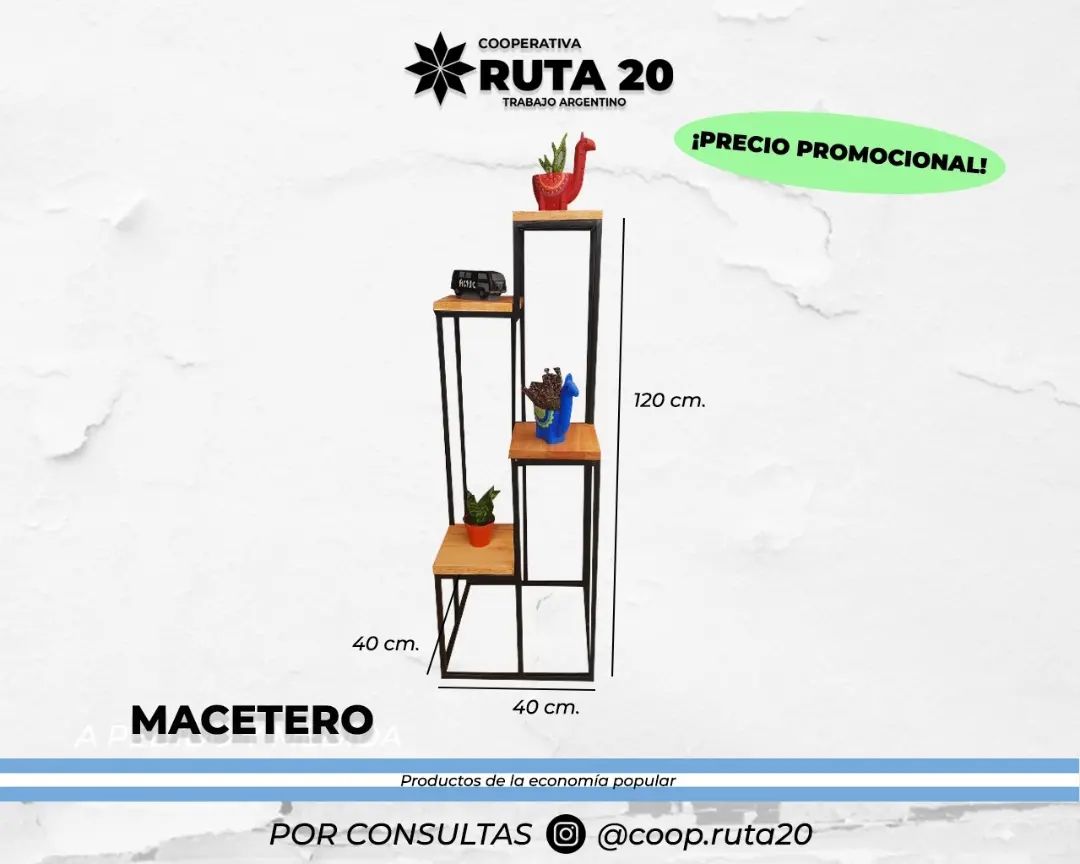 COOPERATIVA
RUTA 20
TRABAJO ARGENTINO
¡PRECIO PROMOCIONAL!
120 cm.
40 cm.
40 cm.
MACETERO
Productos de la economía popular
POR CONSULTAS @coop.ruta20